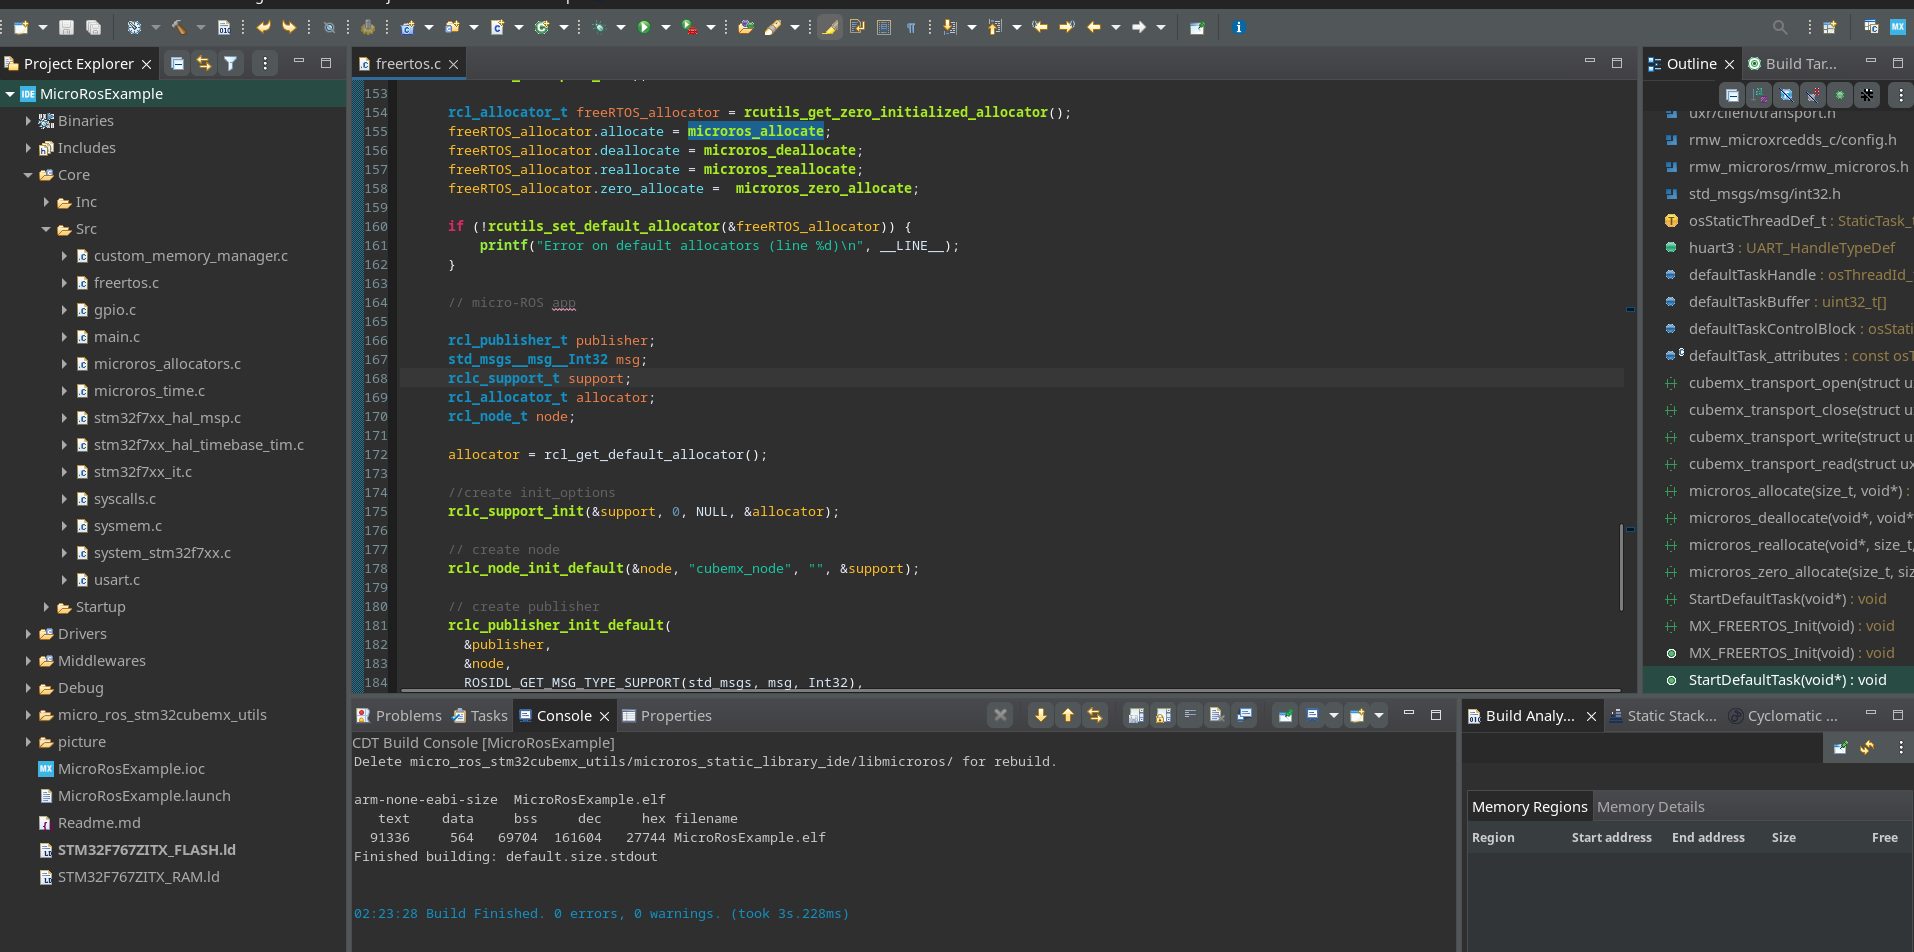 Project Explorer
MicroRosExample
Binaries
Includes
Core
Inc
Src
custom_memory_manager.c
freertos.c
gpio.c
main.c
microros_allocators.c
microros_time.c
stm32f7xx_hal_msp.c
stm32f7xx_hal_timebase_tim.c
stm32f7xx_it.c
syscalls.c
sysmem.c
system_stm32f7xx.c
usart.c
Startup
Drivers
Middlewares
Debug
micro_ros_stm32cubemx_utils
picture
MicroRosExample.ioc
MicroRosExample.launch
Readme.md
STM32F767ZITX_FLASH.ld
STM32F767ZITX_RAM.ld
freertos.c
153
154 rcl_allocator_t freeRTOS_allocator = rcutils_get_zero_initialized_allocator();
155 freeRTOS_allocator.allocate = microros_allocate;
156 freeRTOS_allocator.deallocate = microros_deallocate;
157 freeRTOS_allocator.reallocate = microros_reallocate;
158 freeRTOS_allocator.zero_allocate =  microros_zero_allocate;
159
160 if (!rcutils_set_default_allocator(&freeRTOS_allocator)) {
161 printf("Error on default allocators (line %d)\n", __LINE__);
162 }
163
164 // micro-ROS app
165
166 rcl_publisher_t publisher;
167 std_msgs__msg__Int32 msg;
168 rclc_support_t support;
169 rcl_allocator_t allocator;
170 rcl_node_t node;
171
172 allocator = rcl_get_default_allocator();
173
174 //create init_options
175 rclc_support_init(&support, 0, NULL, &allocator);
176
177 // create node
178 rclc_node_init_default(&node, "cubemx_node", "", &support);
179
180 // create publisher
181 rclc_publisher_init_default(
182 &publisher,
183 &node,
184 ROSIDL_GET_MSG_TYPE_SUPPORT(std_msgs, msg, Int32),
Outline Build Tar...
uxr/client/transport.h
rmw_microxrcedds_c/config.h
rmw_microros/rmw_microros.h
std_msgs/msg/int32.h
osStaticThreadDef_t : StaticTask_t
huart3 : UART_HandleTypeDef
defaultTaskHandle : osThreadId_
defaultTaskBuffer : uint32_t[]
defaultTaskControlBlock : osStati
defaultTask_attributes : const osT
cubemx_transport_open(struct u
cubemx_transport_close(struct u
cubemx_transport_write(struct u
cubemx_transport_read(struct ux
microros_allocate(size_t, void*) :
microros_deallocate(void*, void*
microros_reallocate(void*, size_t,
microros_zero_allocate(size_t, siz
StartDefaultTask(void*) : void
MX_FREERTOS_Init(void) : void
MX_FREERTOS_Init(void) : void
StartDefaultTask(void*) : void
Problems Tasks Console Properties
CDT Build Console [MicroRosExample]
Delete micro_ros_stm32cubemx_utils/microros_static_library_ide/libmicroros/ for rebuild.
arm-none-eabi-size  MicroRosExample.elf
text data bss dec hex filename
91336 564 69704 161604 27744 MicroRosExample.elf
Finished building: default.size.stdout
02:23:28 Build Finished. 0 errors, 0 warnings. (took 3s.228ms)
Build Analy... Static Stack... Cyclomatic ...
Memory Regions Memory Details
Region Start address End address Size Free